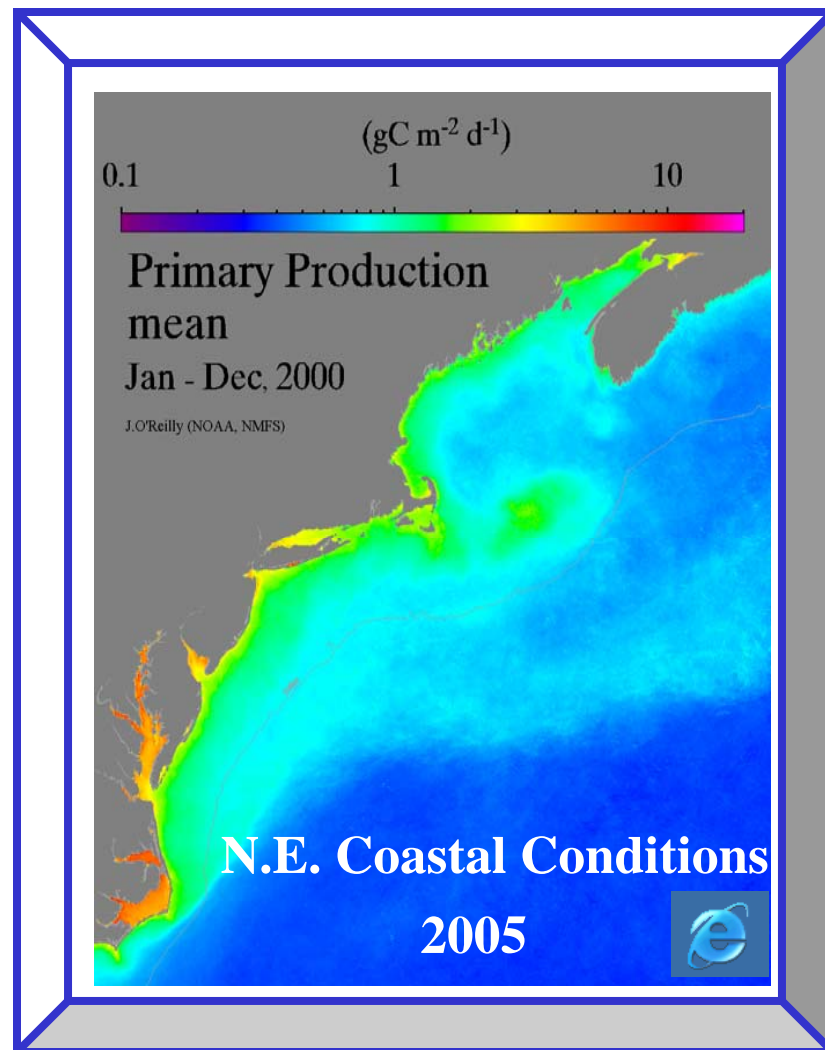 (gC m⁻² d⁻¹)
0.1 1 10
Primary Production
mean
Jan - Dec, 2000
J.O'Reilly (NOAA, NMFS)
N.E. Coastal Conditions
2005